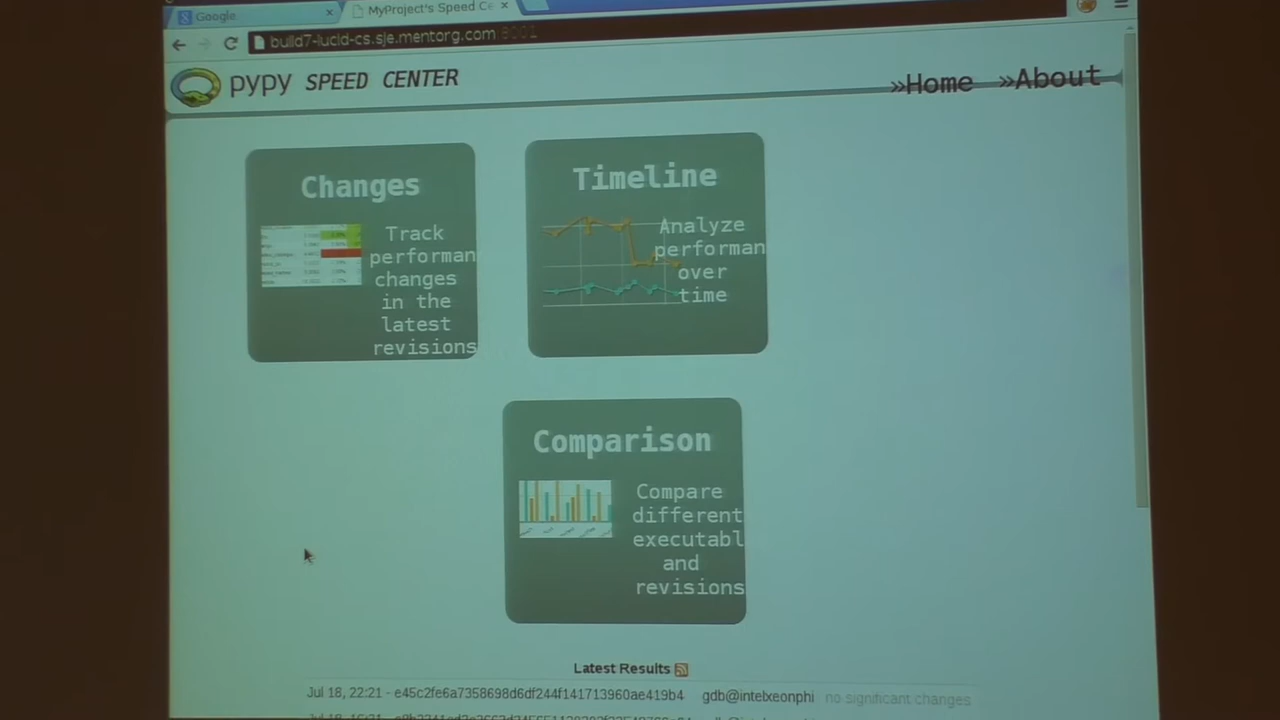 Google
MyProject's Speed Ce
build7-lucid-cs.sje.mentorg.com:8001
pypy SPEED CENTER
»Home »About
Changes
Track
performan
changes
in the
latest
revisions
Timeline
Analyze
performan
over
time
Comparison
Compare
different
executabl
and
revisions
Latest Results
Jul 18, 22:21 - e45c2fe6a7358698d6df244f141713960ae419b4 gdb@intelxeonphi no significant changes